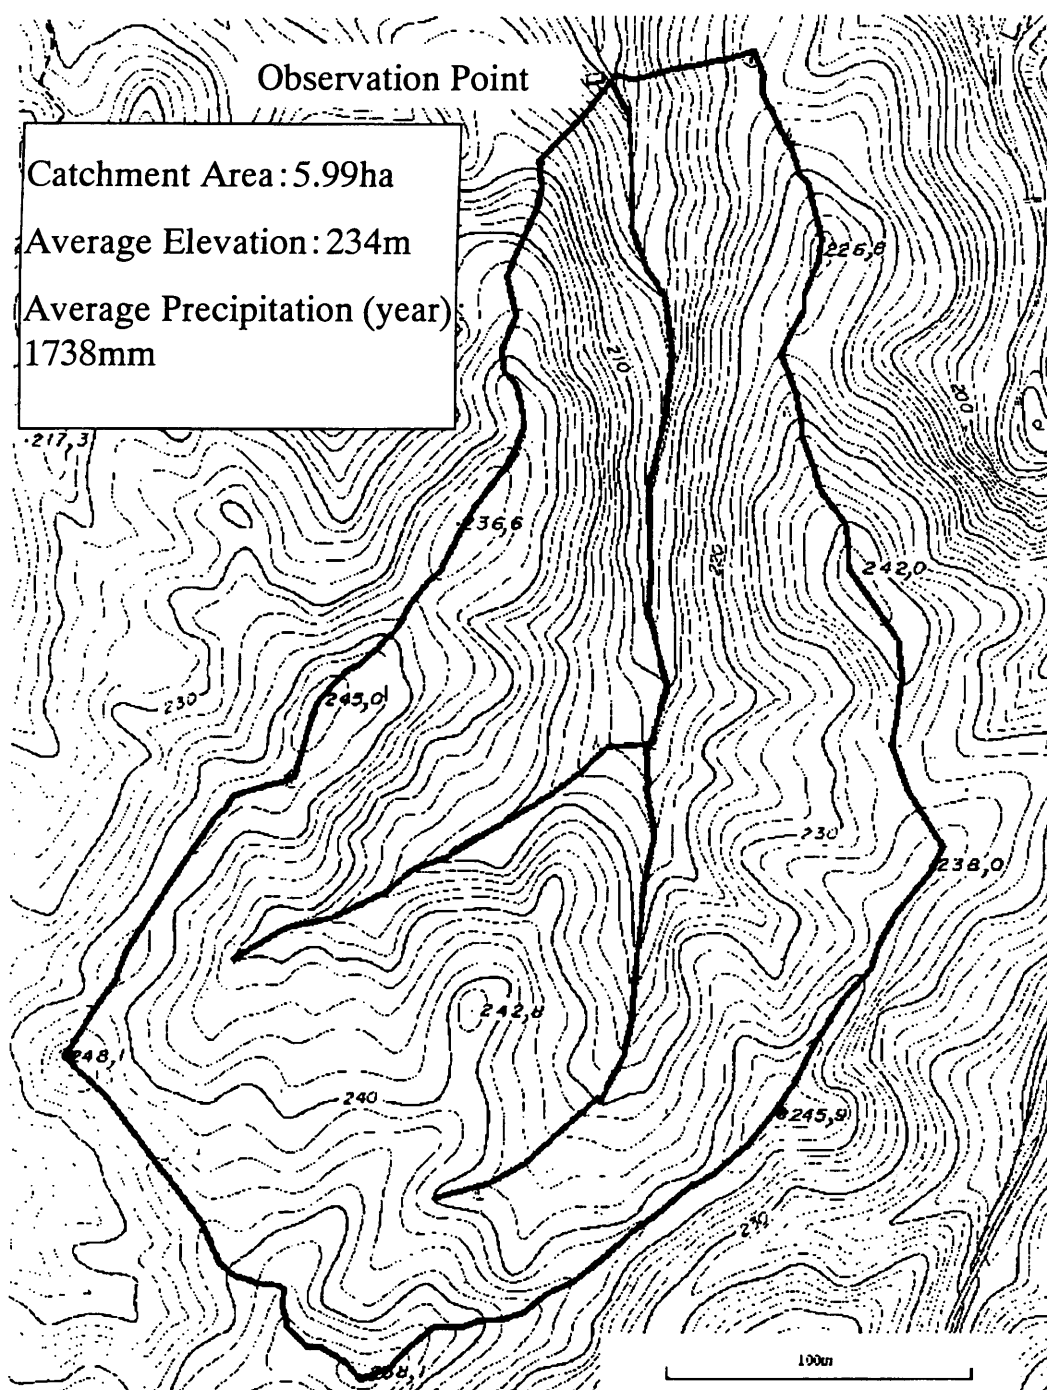 Observation Point
Catchment Area:5.99ha
Average Elevation:234m
Average Precipitation (year):
1738mm
226,8
210
200
217,3
236,6
220
242,0
245,0
230
230
238,0
242,8
248,1
240
245,9
230
100m